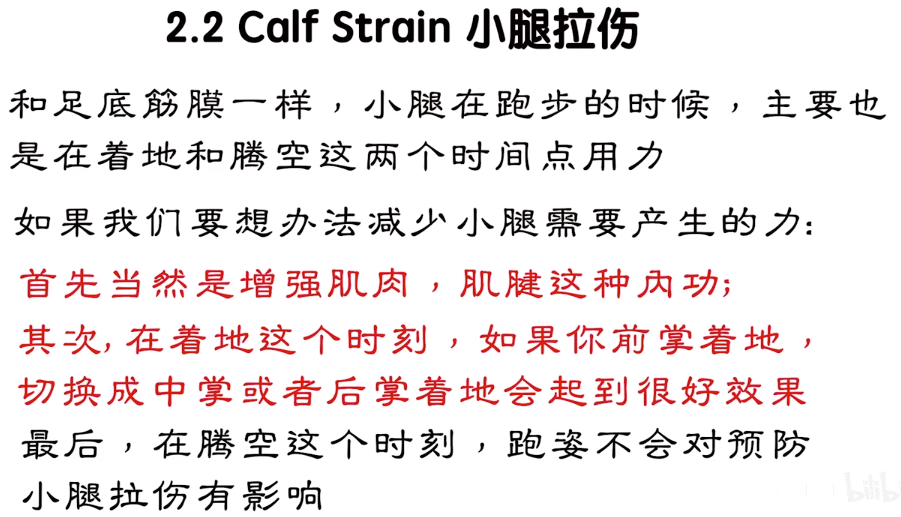 2.2 Calf Strain 小腿拉伤
和足底筋膜一样，小腿在跑步的时候，主要也
是在着地和腾空这两个时间点用力
如果我们要想办法减少小腿需要产生的力:
首先当然是增强肌肉，肌腱这种内功;
其次,在着地这个时刻，如果你前掌着地，
切换成中掌或者后掌着地会起到很好效果
最后，在腾空这个时刻，跑姿不会对预防
小腿拉伤有影响